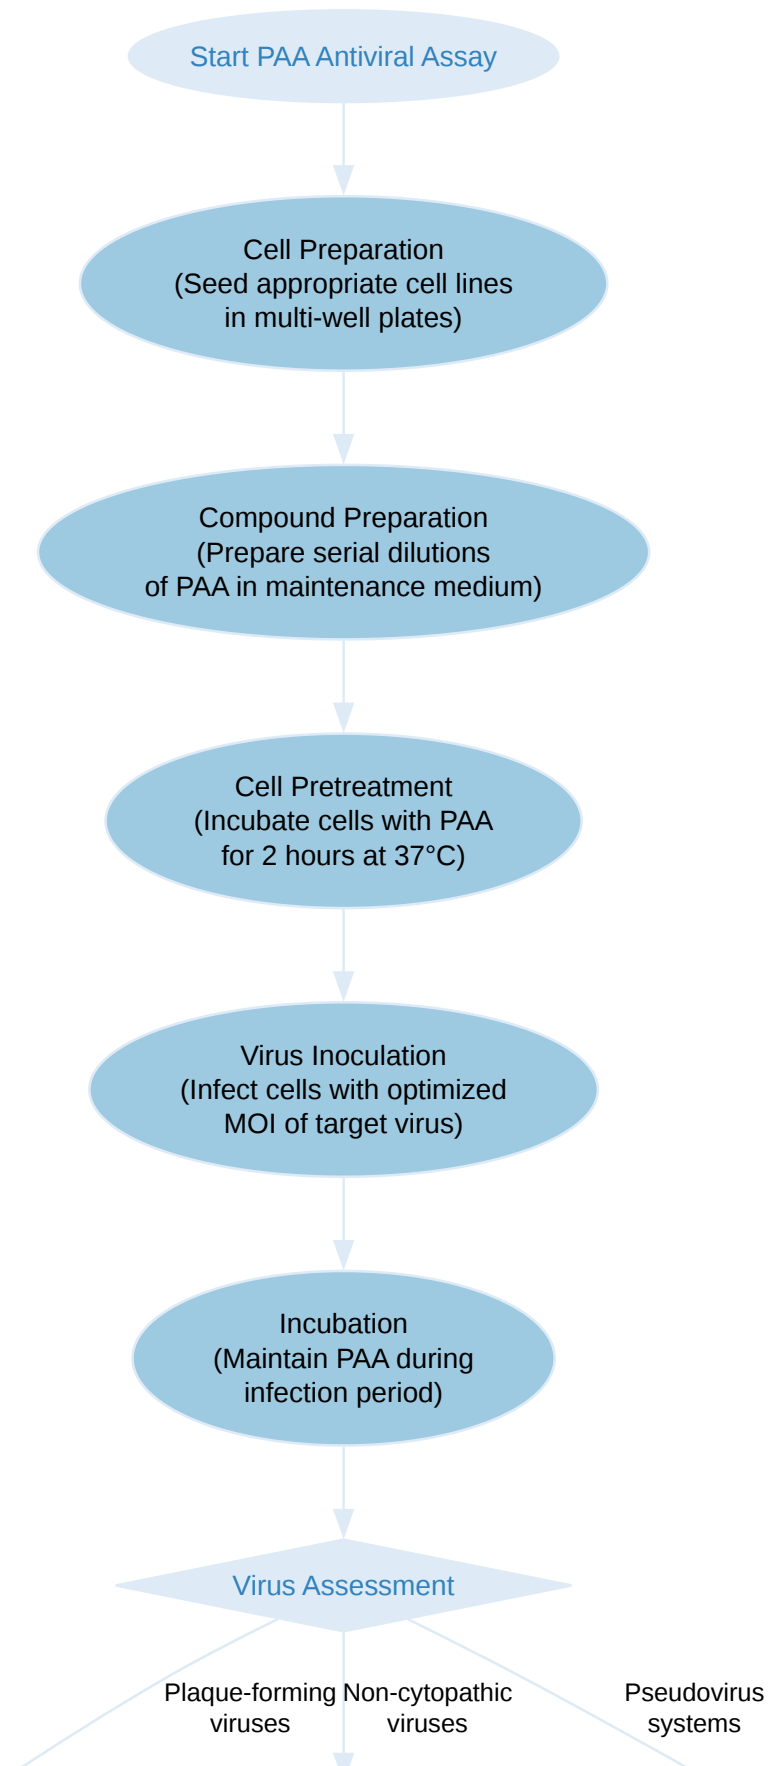 Start PAA Antiviral Assay
Cell Preparation
(Seed appropriate cell lines
in multi-well plates)
Compound Preparation
(Prepare serial dilutions
of PAA in maintenance medium)
Cell Pretreatment
(Incubate cells with PAA
for 2 hours at 37°C)
Virus Inoculation
(Infect cells with optimized
MOI of target virus)
Incubation
(Maintain PAA during
infection period)
Virus Assessment
Plaque-forming
viruses
Non-cytopathic
viruses
Pseudovirus
systems